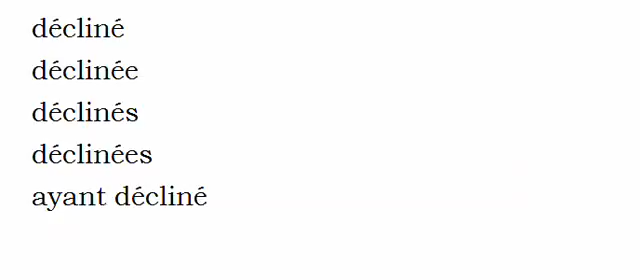 décliné
déclinée
déclinés
déclinées
ayant décliné